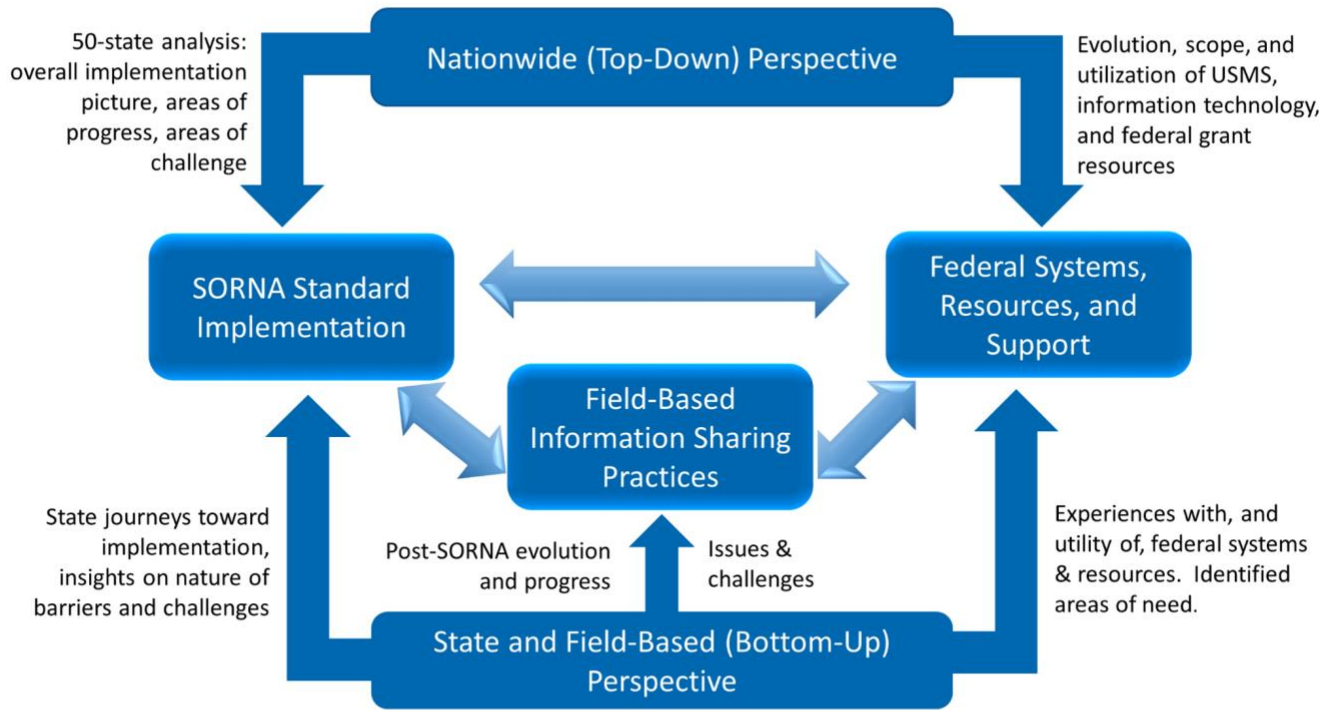 50-state analysis:
overall implementation
picture, areas of
progress, areas of
challenge
Nationwide (Top-Down) Perspective
Evolution, scope, and
utilization of USMS,
information technology,
and federal grant
resources
SORNA Standard
Implementation
Federal Systems,
Resources, and
Support
Field-Based
Information Sharing
Practices
State journeys toward
implementation,
insights on nature of
barriers and challenges
Post-SORNA evolution
and progress
Issues &
challenges
Experiences with, and
utility of, federal systems
& resources.  Identified
areas of need.
State and Field-Based (Bottom-Up)
Perspective